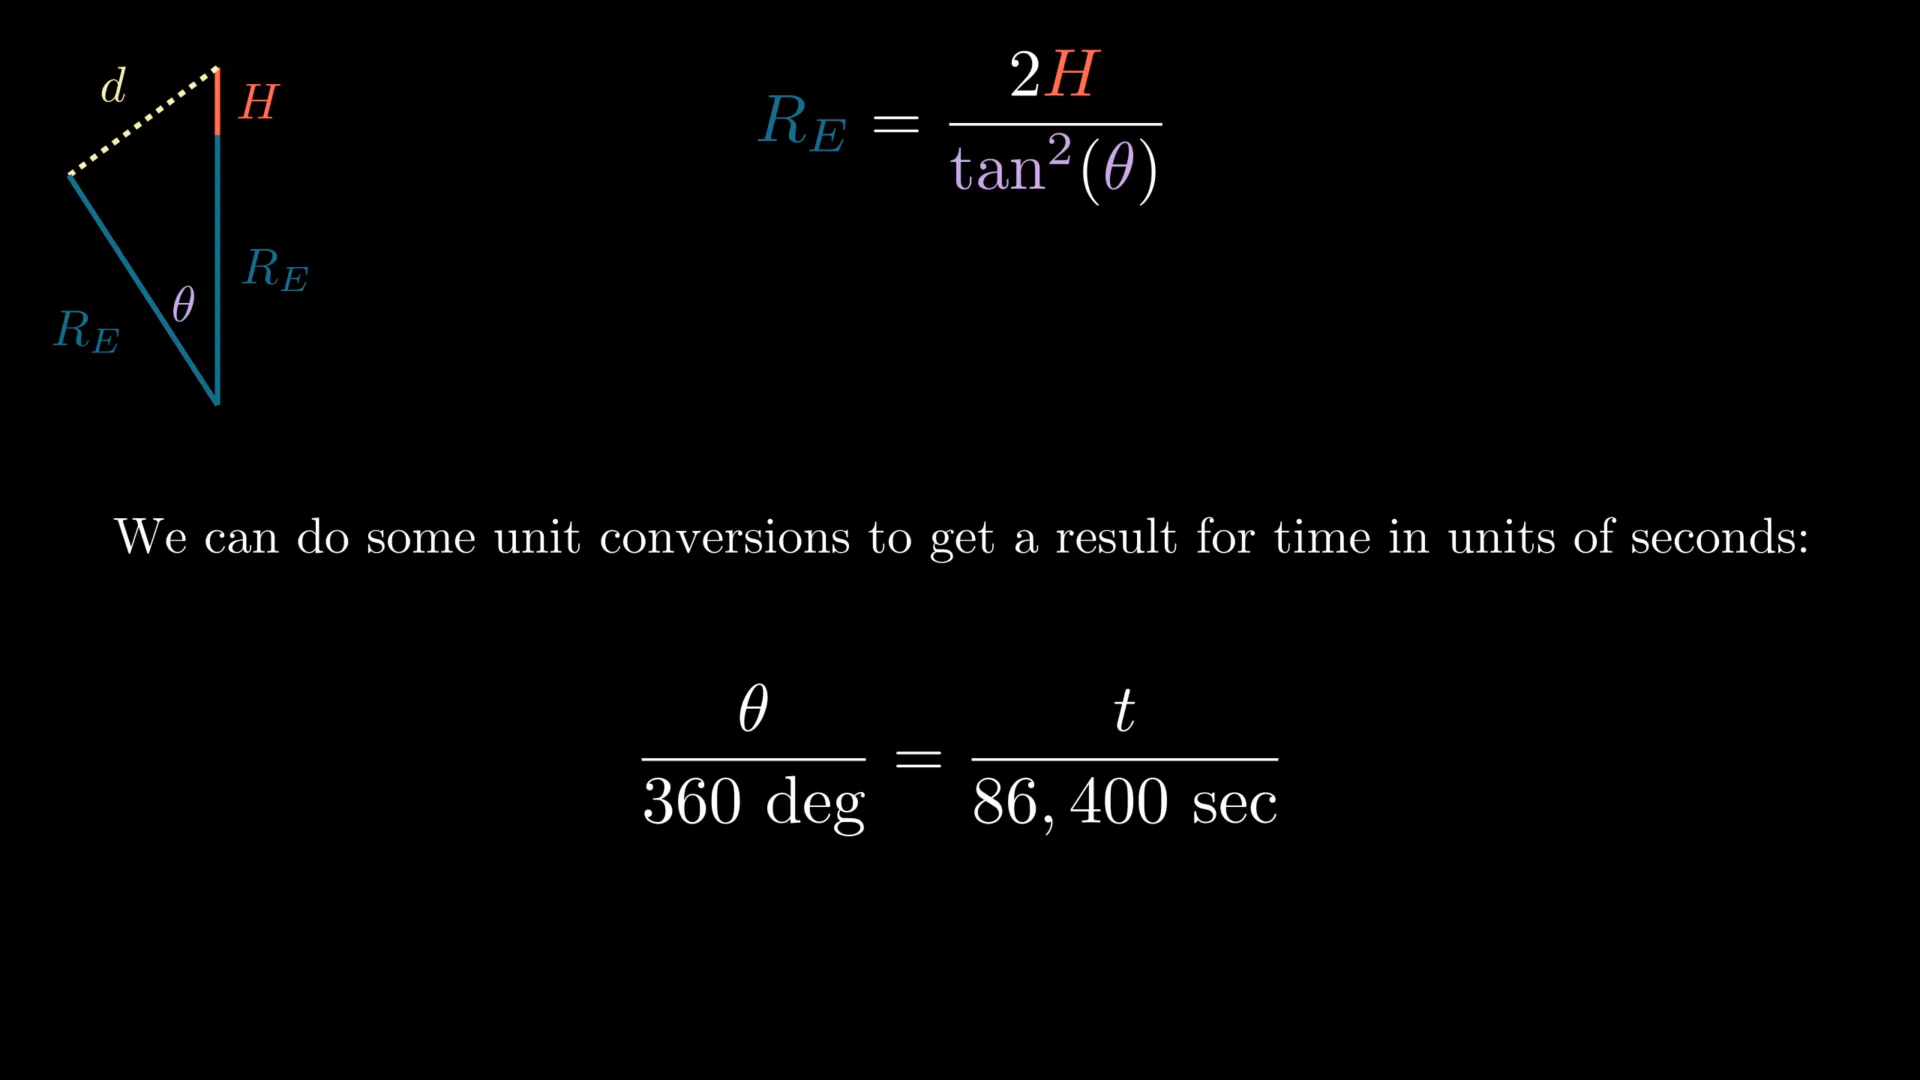 d
H
R_E = 2H / tan²(θ)
R_E
θ
R_E
We can do some unit conversions to get a result for time in units of seconds:
θ / 360 deg = t / 86,400 sec